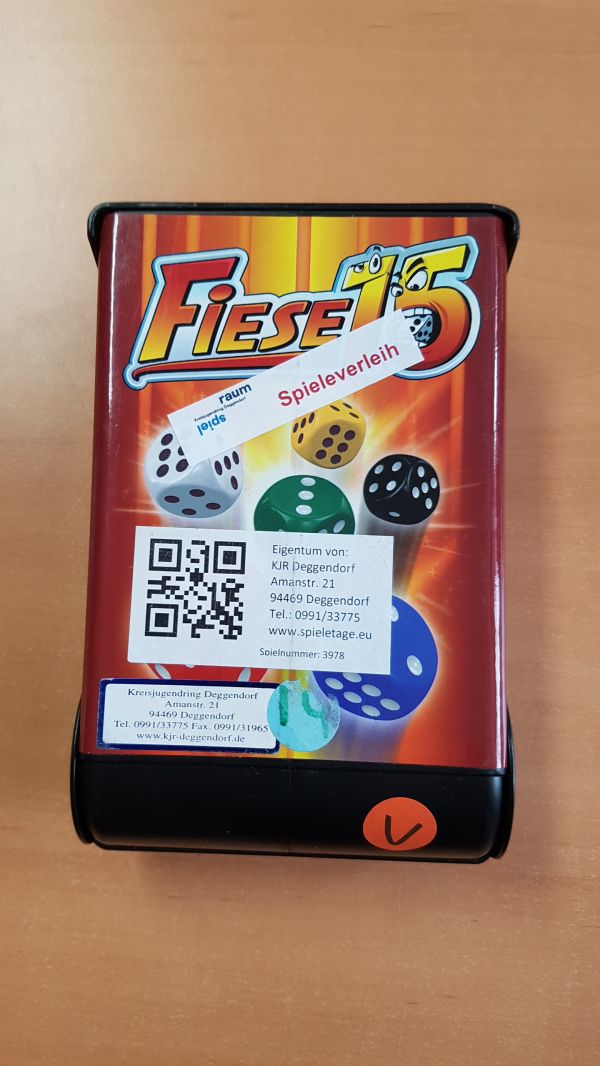 Fiese 15
spiel
raum
Kreisjugendring Deggendorf
Spieleverleih
Eigentum von:
KJR Deggendorf
Amanstr. 21
94469 Deggendorf
Tel.: 0991/33775
www.spieletage.eu
Spielnummer: 3978
Kreisjugendring Deggendorf
Amanstr. 21
94469 Deggendorf
Tel. 0991/33775 Fax. 0991/31965
www.kjr-deggendorf.de
V